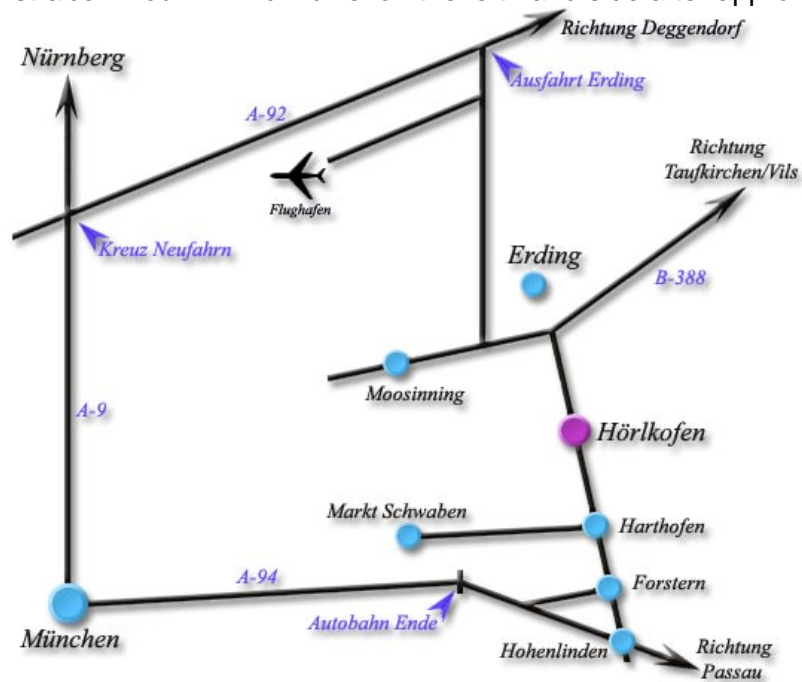 Richtung Deggendorf
Nürnberg
Ausfahrt Erding
A-92
Richtung
Taufkirchen/Vils
Flughafen
Kreuz Neufahrn
Erding
B-388
Moosinning
A-9
Hörlkofen
Markt Schwaben
Harthofen
A-94
Forstern
Autobahn Ende
München
Hohenlinden
Richtung
Passau